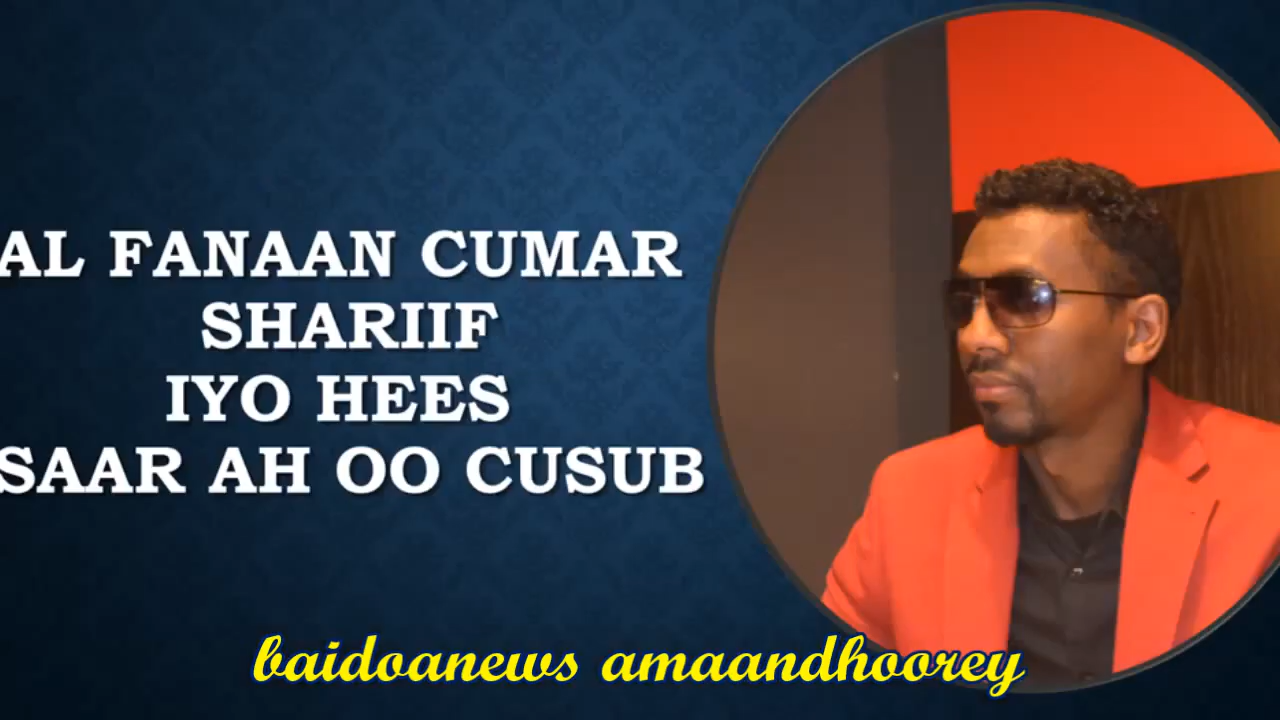 AL FANAAN CUMAR
SHARIIF
IYO HEES
SAAR AH OO CUSUB
baidoanews amaandhoorey